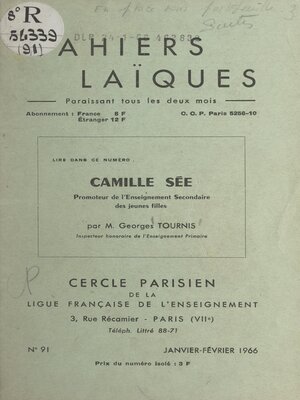 8° R
54339
(91)
CAHIERS
LAÏQUES
Paraissant tous les deux mois
Abonnement : France 8 F
Étranger 12 F
C. C. P. Paris 5256-10
LIRE DANS CE NUMÉRO
CAMILLE SÉE
Promoteur de l'Enseignement Secondaire
des jeunes filles
par M. Georges TOURNIS
Inspecteur honoraire de l'Enseignement Primaire
CERCLE PARISIEN
DE LA
LIGUE FRANÇAISE DE L'ENSEIGNEMENT
3, Rue Récamier - PARIS (VIIe)
Téléph. Littré 88-71
N° 91
JANVIER-FÉVRIER 1966
Prix du numéro isolé : 3 F